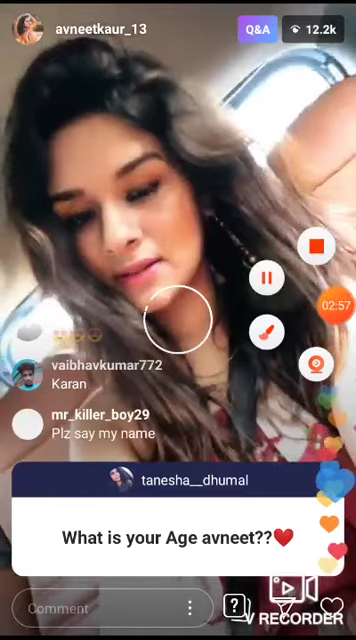 avneetkaur_13
Q&A
12.2k
02:57
vaibhavkumar772
Karan
mr_killer_boy29
Plz say my name
tanesha__dhumal
What is your Age avneet??❤️
Comment
?
V RECORDER